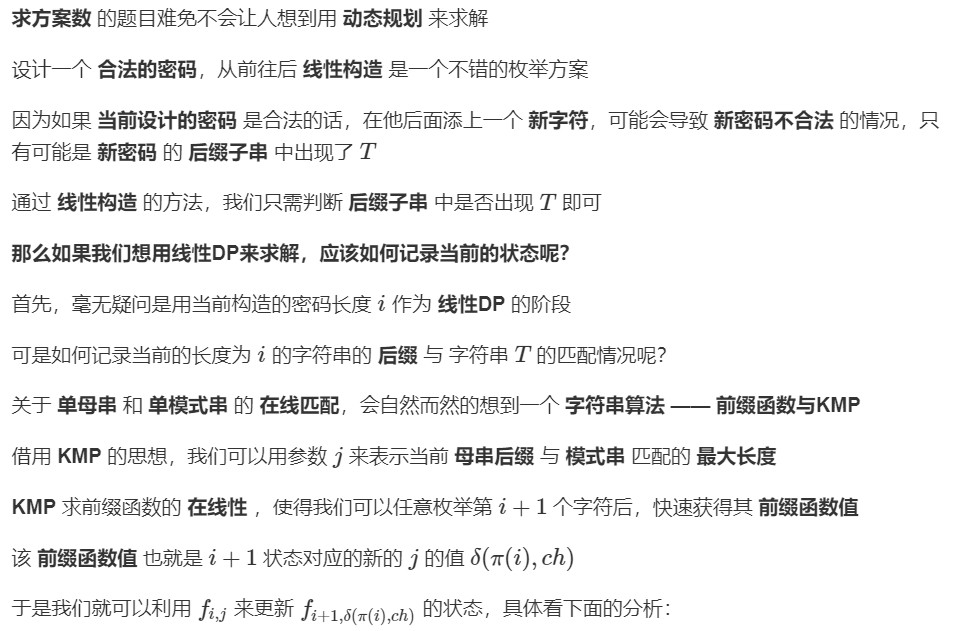 求方案数 的题目难免不会让人想到用 动态规划 来求解
设计一个 合法的密码，从前往后 线性构造 是一个不错的枚举方案
因为如果 当前设计的密码 是合法的话，在他后面添上一个 新字符，可能会导致 新密码不合法 的情况，只
有可能是 新密码 的 后缀子串 中出现了 T
通过 线性构造 的方法，我们只需判断 后缀子串 中是否出现 T 即可
那么如果我们想用线性DP来求解，应该如何记录当前的状态呢？
首先，毫无疑问是用当前构造的密码长度 i 作为 线性DP 的阶段
可是如何记录当前的长度为 i 的字符串的 后缀 与 字符串 T 的匹配情况呢？
关于 单母串 和 单模式串 的 在线匹配，会自然而然的想到一个 字符串算法 —— 前缀函数与KMP
借用 KMP 的思想，我们可以用参数 j 来表示当前 母串后缀 与 模式串 匹配的 最大长度
KMP 求前缀函数的 在线性 ，使得我们可以任意枚举第 i + 1 个字符后，快速获得其 前缀函数值
该 前缀函数值 也就是 i + 1 状态对应的新的 j 的值 δ(π(i), ch)
于是我们就可以利用 f_{i,j} 来更新 f_{i+1,δ(π(i),ch)} 的状态，具体看下面的分析：